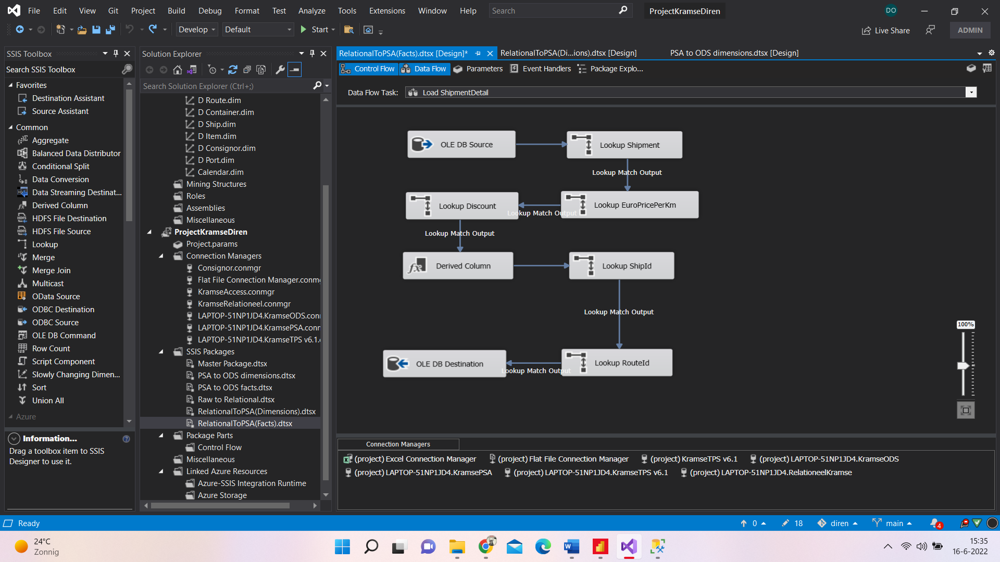 File Edit View Git Project Build Debug Format Test Analyze Tools Extensions Window Help Search ProjectKramseDiren DO
Develop Default Start Live Share ADMIN
SSIS Toolbox
Search SSIS Toolbox
Favorites
Destination Assistant
Source Assistant
Common
Aggregate
Balanced Data Distributor
Conditional Split
Data Conversion
Data Streaming Destinat...
Derived Column
HDFS File Destination
HDFS File Source
Lookup
Merge
Merge Join
Multicast
OData Source
ODBC Destination
ODBC Source
OLE DB Command
Row Count
Script Component
Slowly Changing Dimen...
Sort
Union All
Azure
Information...
Drag a toolbox item to SSIS
Designer to use it.
Solution Explorer
Search Solution Explorer (Ctrl+;)
D Route.dim
D Container.dim
D Ship.dim
D Item.dim
D Consignor.dim
D Port.dim
Calendar.dim
Mining Structures
Roles
Assemblies
Miscellaneous
ProjectKramseDiren
Project.params
Connection Managers
Consignor.conmgr
Flat File Connection Manager.conmg
KramseAccess.conmgr
KramseRelationeel.conmgr
LAPTOP-51NP1JD4.KramseODS.conr
LAPTOP-51NP1JD4.KramsePSA.conr
LAPTOP-51NP1JD4.KramseTPS v6.1.c
SSIS Packages
Master Package.dtsx
PSA to ODS dimensions.dtsx
PSA to ODS facts.dtsx
Raw to Relational.dtsx
RelationalToPSA(Dimensions).dtsx
RelationalToPSA(Facts).dtsx
Package Parts
Control Flow
Miscellaneous
Linked Azure Resources
Azure-SSIS Integration Runtime
Azure Storage
RelationalToPSA(Facts).dtsx [Design]* RelationalToPSA(Di...ions).dtsx [Design] PSA to ODS dimensions.dtsx [Design]
Control Flow Data Flow Parameters Event Handlers Package Explo...
Data Flow Task: Load ShipmentDetail
OLE DB Source Lookup Shipment
Lookup Match Output
Lookup Discount Lookup EuroPricePerKm
Lookup Match Output
Lookup Match Output
Derived Column Lookup ShipId
Lookup Match Output
100%
OLE DB Destination Lookup RouteId
Lookup Match Output
Connection Managers
(project) Excel Connection Manager (project) Flat File Connection Manager (project) KramseTPS v6.1 (project) LAPTOP-51NP1JD4.KramseODS
(project) LAPTOP-51NP1JD4.KramsePSA (project) LAPTOP-51NP1JD4.KramseTPS v6.1 (project) LAPTOP-51NP1JD4.RelationeelKramse
Ready 0 18 diren main 4
24°C
Zonnig
15:35
16-6-2022